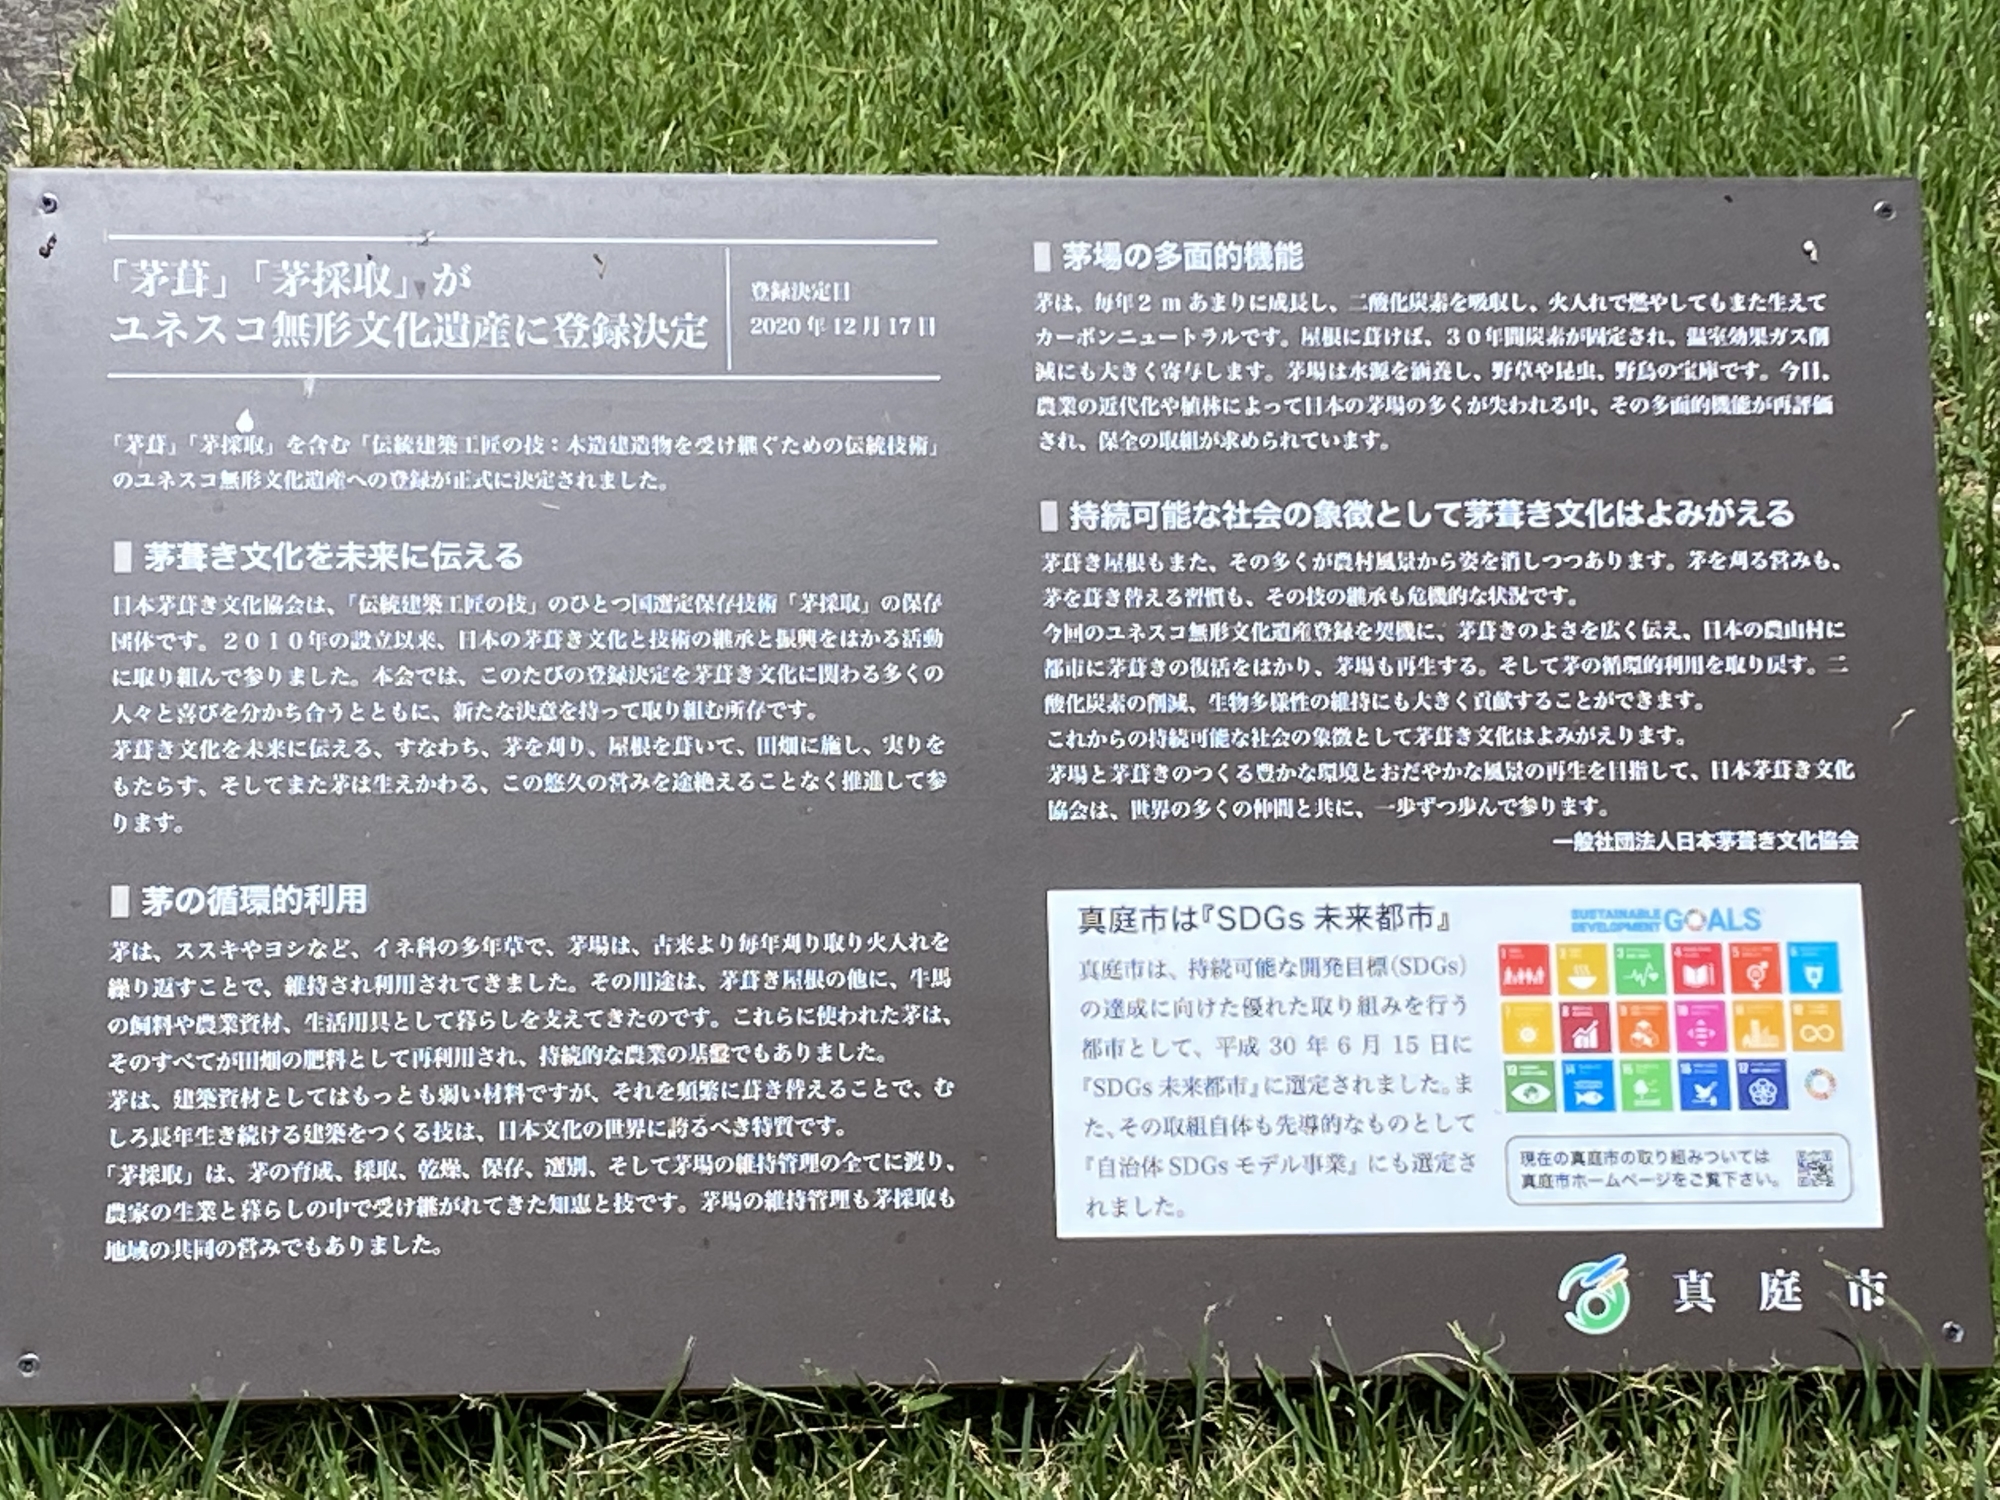 「茅葺」「茅採取」が
ユネスコ無形文化遺産に登録決定
登録決定日
2020 年 12 月 17 日
「茅葺」「茅採取」を含む「伝統建築工匠の技：木造建造物を受け継ぐための伝統技術」
のユネスコ無形文化遺産への登録が正式に決定されました。
茅葺き文化を未来に伝える
日本茅葺き文化協会は、「伝統建築工匠の技」のひとつ国選定保存技術「茅採取」の保存
団体です。２０１０年の設立以来、日本の茅葺き文化と技術の継承と振興をはかる活動
に取り組んで参りました。本会では、このたびの登録決定を茅葺き文化に関わる多くの
人々と喜びを分かち合うとともに、新たな決意を持って取り組む所存です。
茅葺き文化を未来に伝える、すなわち、茅を刈り、屋根を葺いて、田畑に施し、実りを
もたらす、そしてまた茅は生えかわる、この悠久の営みを途絶えることなく推進して参
ります。
茅の循環的利用
茅は、ススキやヨシなど、イネ科の多年草で、茅場は、古来より毎年刈り取り火入れを
繰り返すことで、維持され利用されてきました。その用途は、茅葺き屋根の他に、牛馬
の飼料や農業資材、生活用具として暮らしを支えてきたのです。これらに使われた茅は、
そのすべてが田畑の肥料として再利用され、持続的な農業の基盤でもありました。
茅は、建築資材としてはもっとも弱い材料ですが、それを頻繁に葺き替えることで、む
しろ長年生き続ける建築をつくる技は、日本文化の世界に誇るべき特質です。
「茅採取」は、茅の育成、採取、乾燥、保存、選別、そして茅場の維持管理の全てに渡り、
農家の生業と暮らしの中で受け継がれてきた知恵と技です。茅場の維持管理も茅採取も
地域の共同の営みでもありました。
茅場の多面的機能
茅は、毎年２ｍあまりに成長し、二酸化炭素を吸収し、火入れで燃やしてもまた生えて
カーボンニュートラルです。屋根に葺けば、３０年間炭素が固定され、温室効果ガス削
減にも大きく寄与します。茅場は水源を涵養し、野草や昆虫、野鳥の宝庫です。今日、
農業の近代化や植林によって日本の茅場の多くが失われる中、その多面的機能が再評価
され、保全の取組が求められています。
持続可能な社会の象徴として茅葺き文化はよみがえる
茅葺き屋根もまた、その多くが農村風景から姿を消しつつあります。茅を刈る営みも、
茅を葺き替える習慣も、その技の継承も危機的な状況です。
今回のユネスコ無形文化遺産登録を契機に、茅葺きのよさを広く伝え、日本の農山村に
都市に茅葺きの復活をはかり、茅場も再生する。そして茅の循環的利用を取り戻す。二
酸化炭素の削減、生物多様性の維持にも大きく貢献することができます。
これからの持続可能な社会の象徴として茅葺き文化はよみがえります。
茅場と茅葺きのつくる豊かな環境とおだやかな風景の再生を目指して、日本茅葺き文化
協会は、世界の多くの仲間と共に、一歩ずつ歩んで参ります。
一般社団法人日本茅葺き文化協会
真庭市は『SDGs 未来都市』
真庭市は、持続可能な開発目標（SDGs）
の達成に向けた優れた取り組みを行う
都市として、平成 30 年 6 月 15 日に
『SDGs 未来都市』に選定されました。ま
た、その取組自体も先導的なものとして
『自治体 SDGs モデル事業』にも選定さ
れました。
SUSTAINABLE
DEVELOPMENT GOALS
1 2 3 4 5 6
7 8 9 10 11 12
13 14 15 16 17
現在の真庭市の取り組みついては
真庭市ホームページをご覧下さい。
真庭市